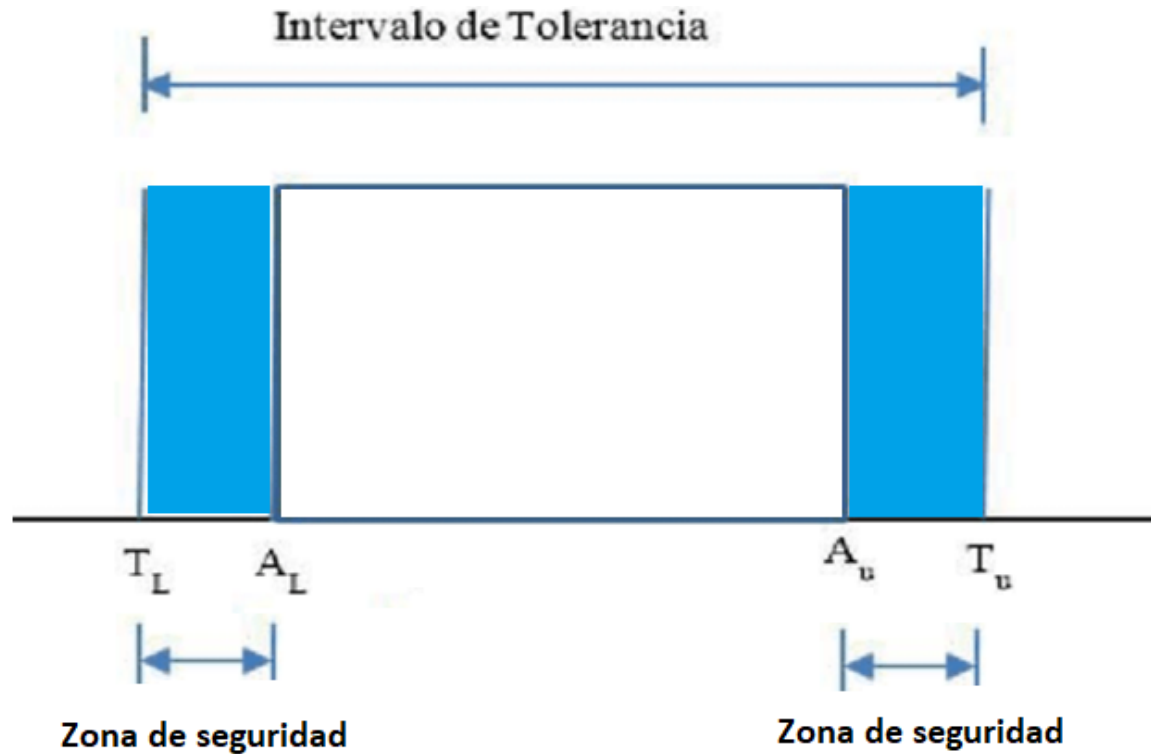 Intervalo de Tolerancia
T_L A_L A_u T_u
Zona de seguridad Zona de seguridad